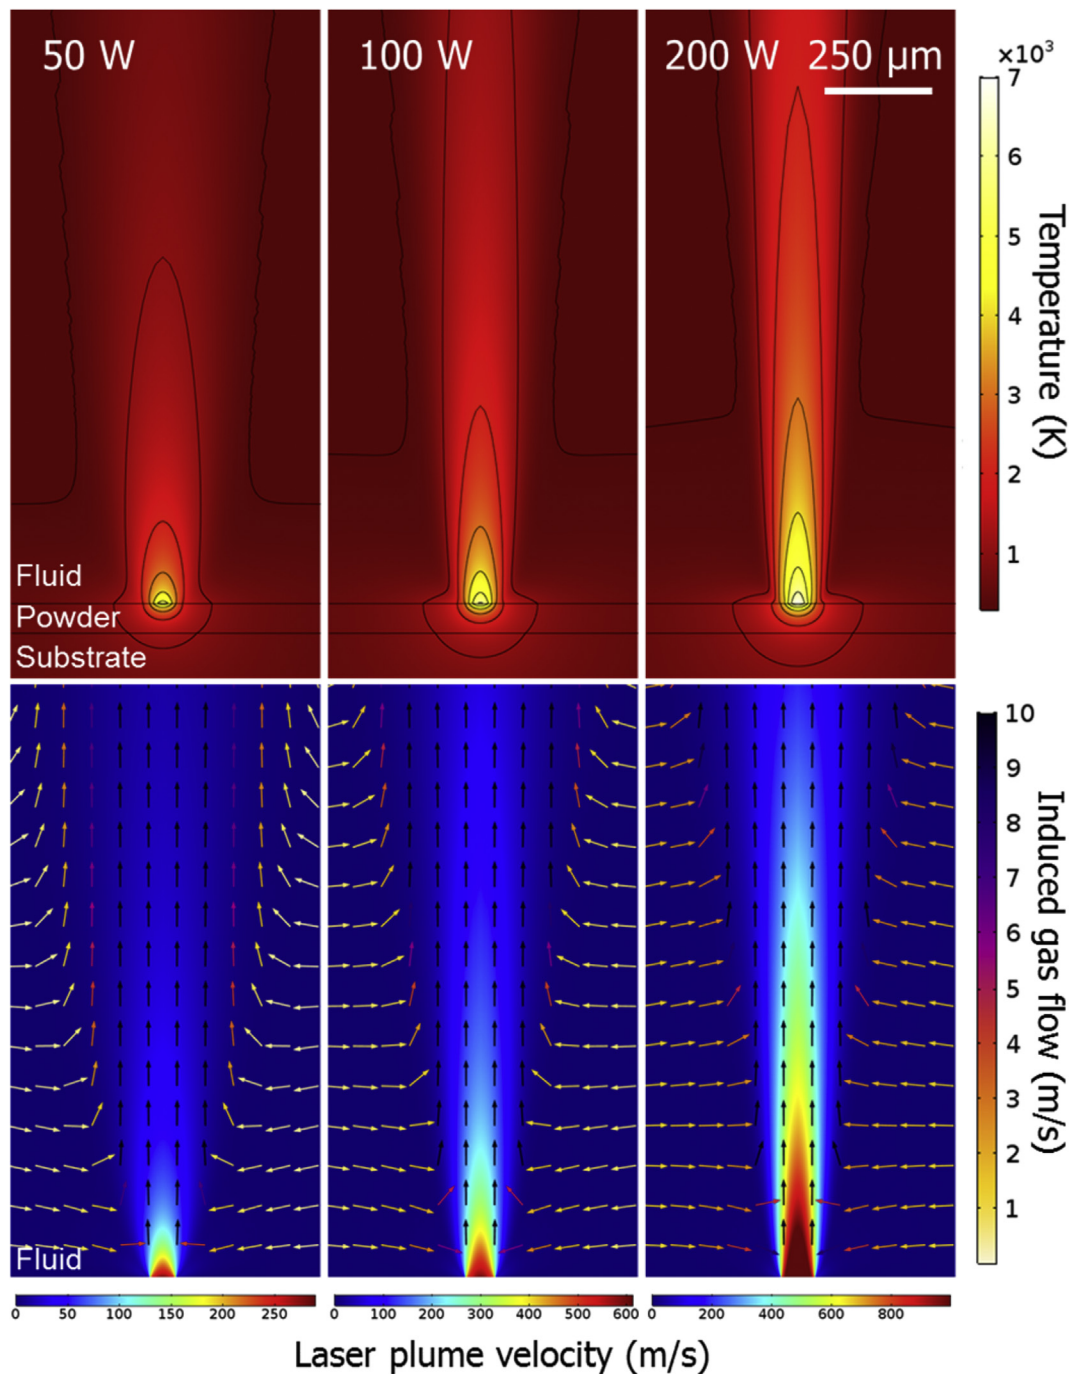 50 W
100 W
200 W 250 µm
×10³
7
6
5
4
3
2
1
Temperature (K)
Fluid
Powder
Substrate
10
9
8
7
6
5
4
3
2
1
Induced gas flow (m/s)
Fluid
0 50 100 150 200 250
0 100 200 300 400 500 600
0 200 400 600 800
Laser plume velocity (m/s)